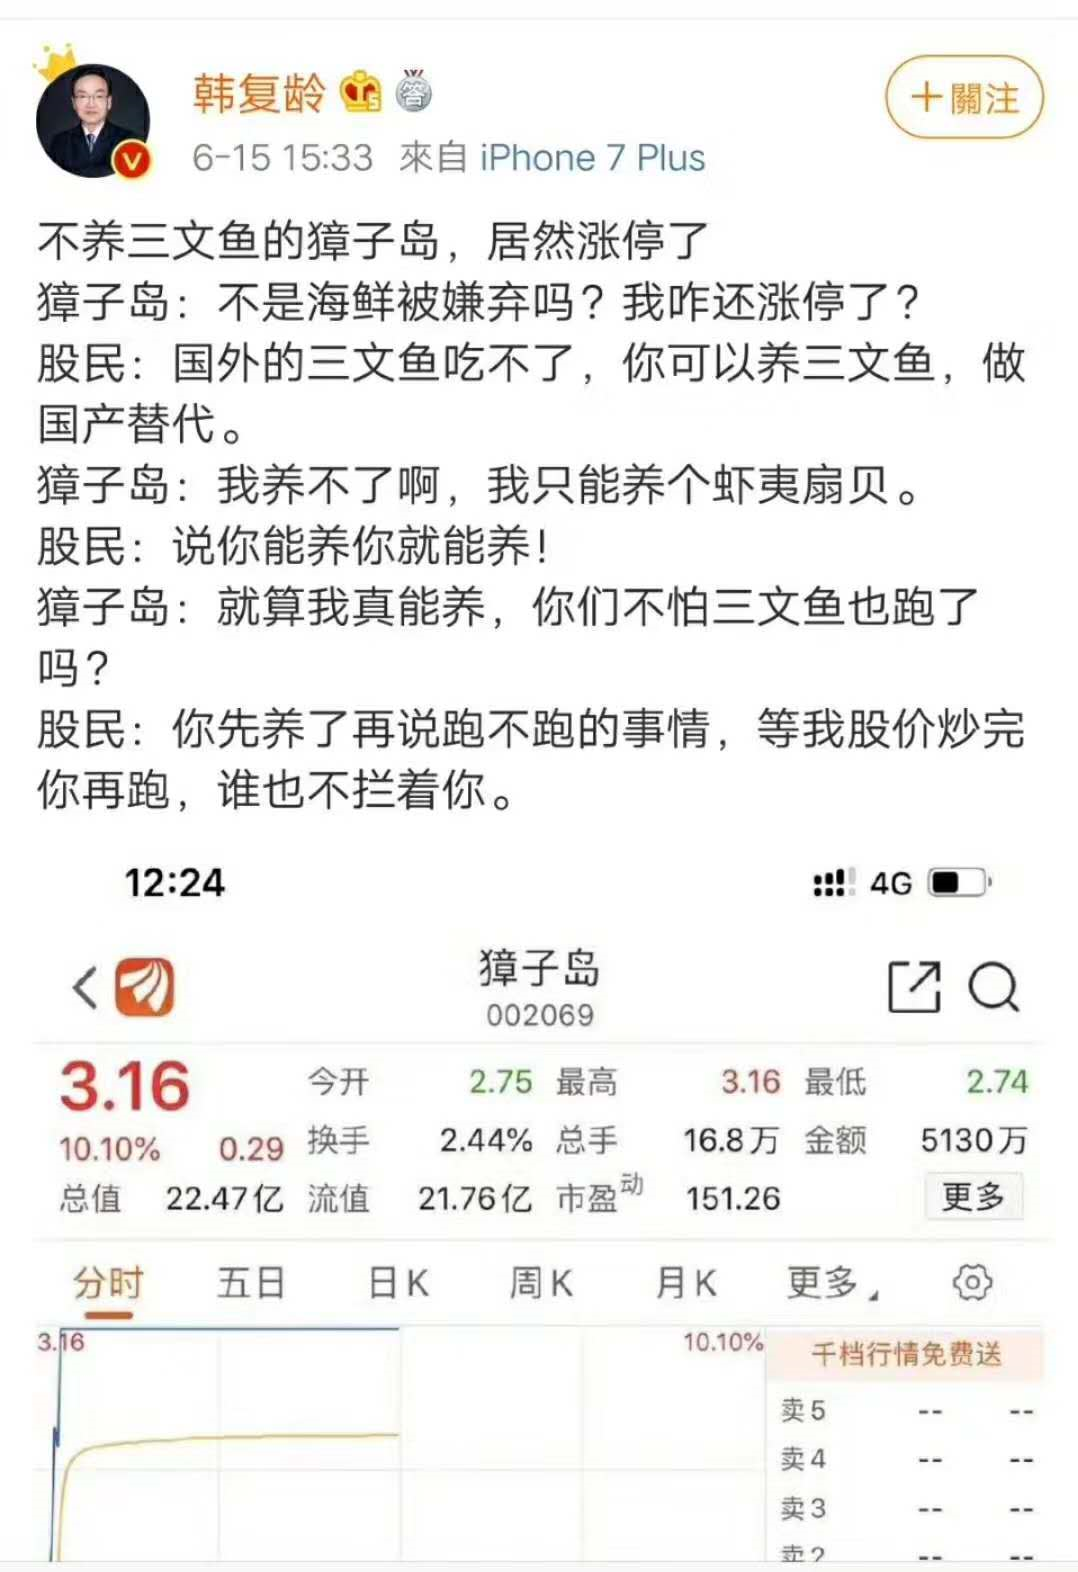 韩复龄
答
+關注
V
6-15 15:33 來自 iPhone 7 Plus
不养三文鱼的獐子岛，居然涨停了
獐子岛：不是海鲜被嫌弃吗？我咋还涨停了？
股民：国外的三文鱼吃不了，你可以养三文鱼，做
国产替代。
獐子岛：我养不了啊，我只能养个虾夷扇贝。
股民：说你能养你就能养！
獐子岛：就算我真能养，你们不怕三文鱼也跑了
吗？
股民：你先养了再说跑不跑的事情，等我股价炒完
你再跑，谁也不拦着你。
12:24 4G
獐子岛
002069
3.16 今开 2.75 最高 3.16 最低 2.74
10.10% 0.29 换手 2.44% 总手 16.8万 金额 5130万
总值 22.47亿 流值 21.76亿 市盈动 151.26 更多
分时 五日 日K 周K 月K 更多
3.16 10.10% 千档行情免费送
卖5 -- --
卖4 -- --
卖3 -- --
卖2 -- --